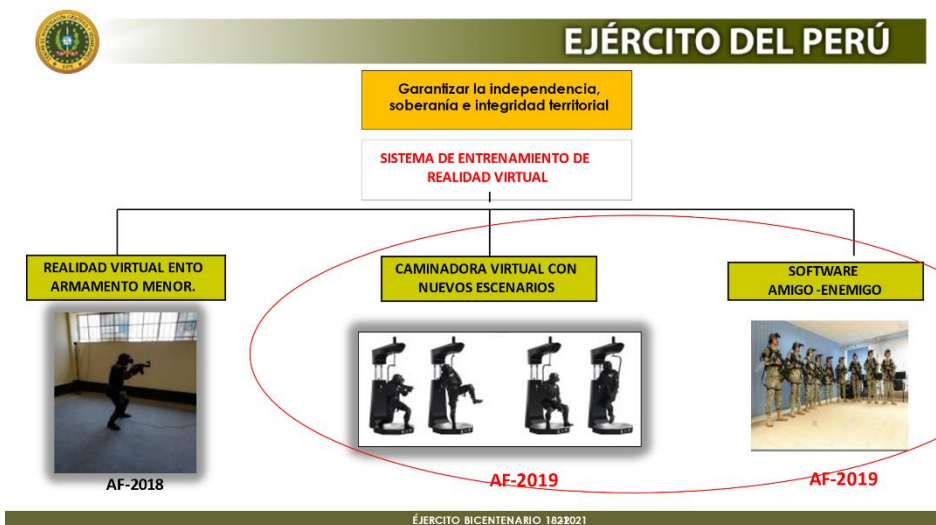 EJÉRCITO DEL PERÚ
Garantizar la independencia,
soberanía e integridad territorial
SISTEMA DE ENTRENAMIENTO DE
REALIDAD VIRTUAL
REALIDAD VIRTUAL ENTO
ARMAMENTO MENOR.
CAMINADORA VIRTUAL CON
NUEVOS ESCENARIOS
SOFTWARE
AMIGO -ENEMIGO
AF-2018
AF-2019
AF-2019
ÉJERCITO BICENTENARIO